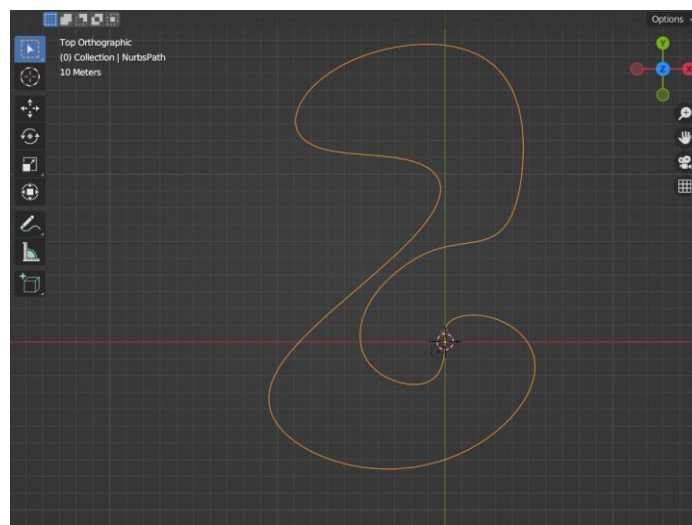 Options
Top Orthographic
(0) Collection | NurbsPath
10 Meters
Y
Z
X